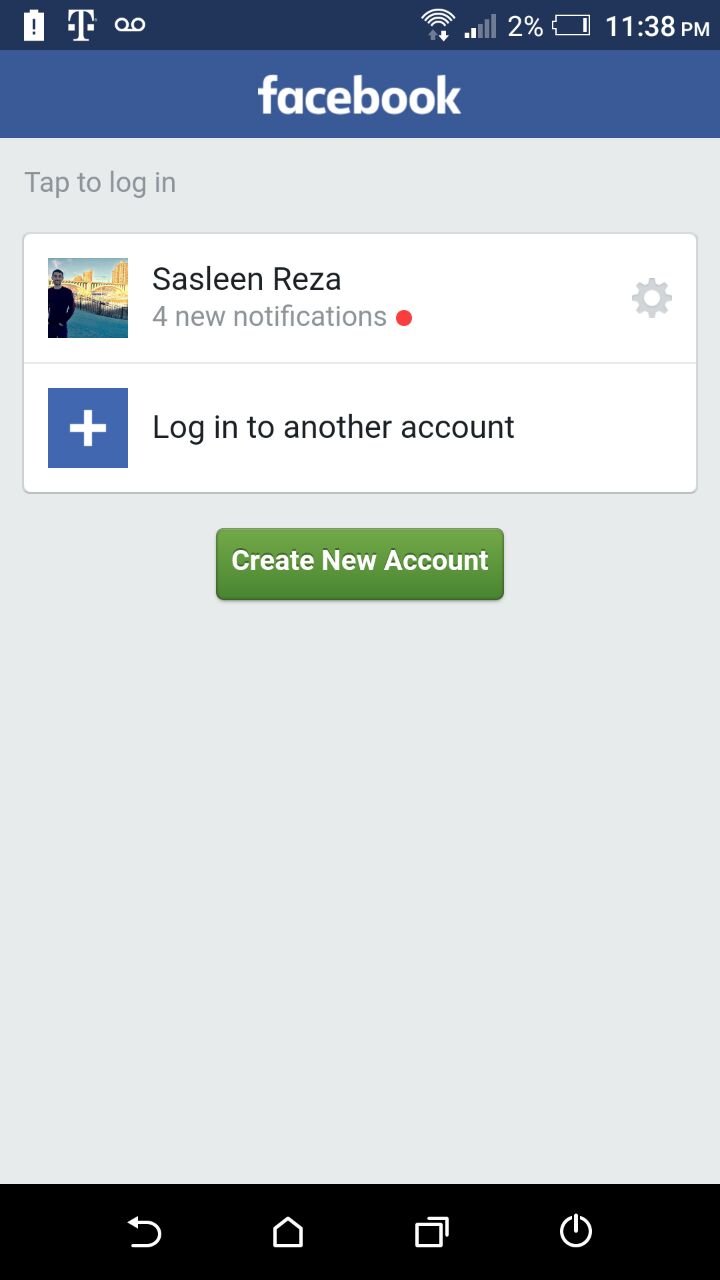 2% 11:38 PM
facebook
Tap to log in
Sasleen Reza
4 new notifications
Log in to another account
Create New Account